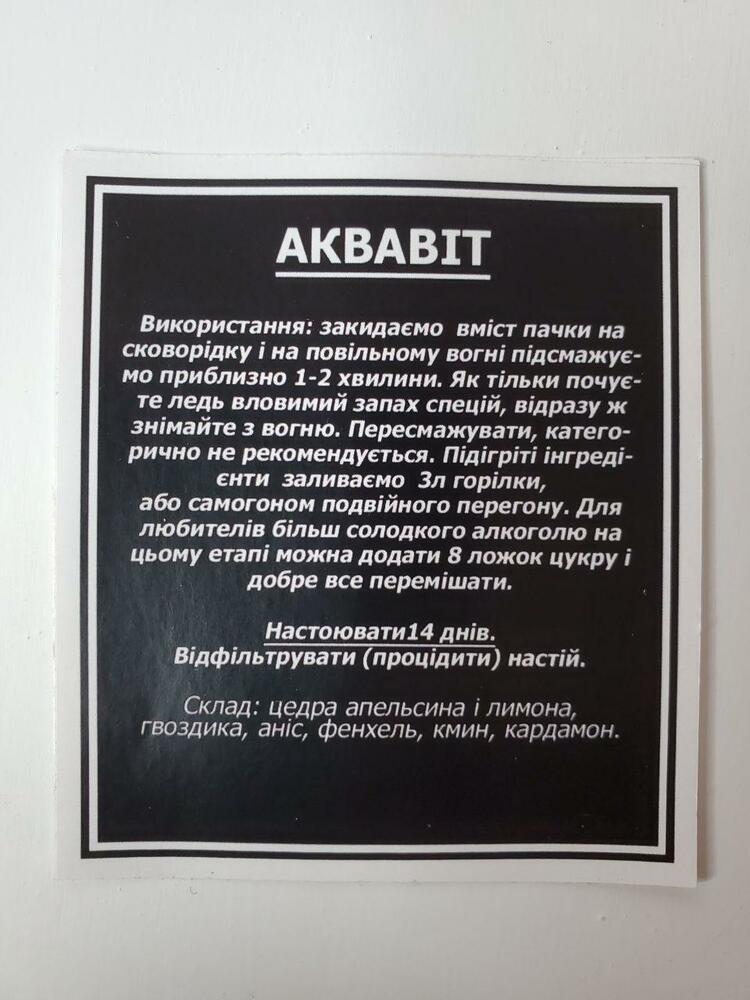 АКВАВІТ
Використання: закидаємо вміст пачки на
сковорідку і на повільному вогні підсмажує-
мо приблизно 1-2 хвилини. Як тільки почує-
те ледь вловимий запах спецій, відразу ж
знімайте з вогню. Пересмажувати, катего-
рично не рекомендується. Підігріті інгреді-
єнти заливаємо 3л горілки,
або самогоном подвійного перегону. Для
любителів більш солодкого алкоголю на
цьому етапі можна додати 8 ложок цукру і
добре все перемішати.
Настоювати14 днів.
Відфільтрувати (процідити) настій.
Склад: цедра апельсина і лимона,
гвоздика, аніс, фенхель, кмин, кардамон.